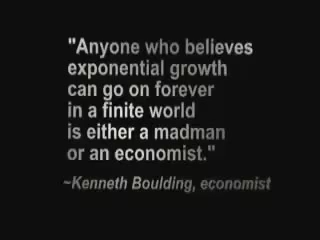 "Anyone who believes
exponential growth
can go on forever
in a finite world
is either a madman
or an economist."
~Kenneth Boulding, economist